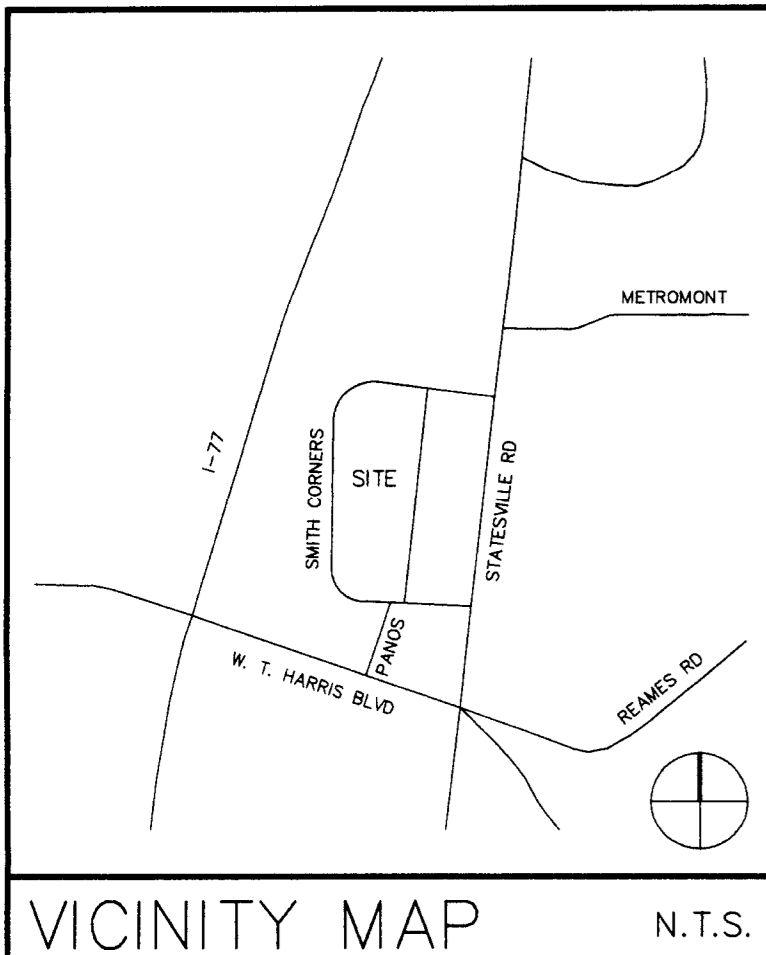 METROMONT
I-77
SMITH CORNERS
SITE
STATESVILLE RD
PANOS
W. T. HARRIS BLVD
REAMES RD
VICINITY MAP
N.T.S.